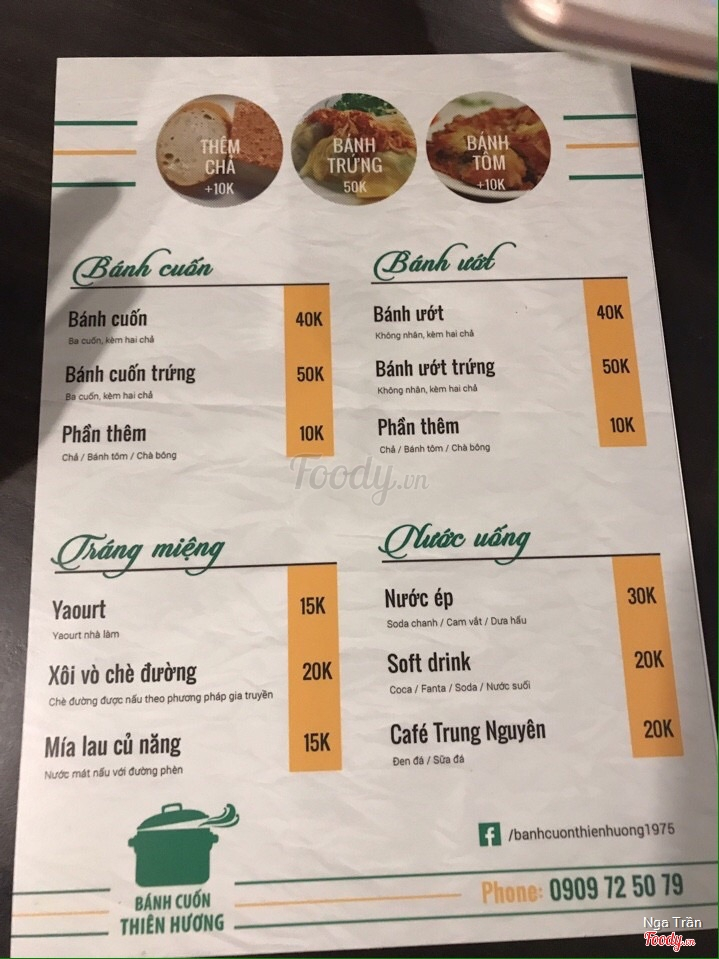 THÊM
CHẢ
+10K
BÁNH
TRỨNG
50K
BÁNH
TÔM
+10K
Bánh cuốn
Bánh cuốn 40K
Ba cuốn, kèm hai chả
Bánh cuốn trứng 50K
Ba cuốn, kèm hai chả
Phần thêm 10K
Chả / Bánh tôm / Chà bông
Bánh ướt
Bánh ướt 40K
Không nhân, kèm hai chả
Bánh ướt trứng 50K
Không nhân, kèm hai chả
Phần thêm 10K
Chả / Bánh tôm / Chà bông
Foody.vn
Tráng miệng
Yaourt 15K
Yaourt nhà làm
Xôi vò chè đường 20K
Chè đường được nấu theo phương pháp gia truyền
Mía lau củ năng 15K
Nước mát nấu với đường phèn
Nước uống
Nước ép 30K
Soda chanh / Cam vắt / Dưa hấu
Soft drink 20K
Coca / Fanta / Soda / Nước suối
Café Trung Nguyên 20K
Đen đá / Sữa đá
BÁNH CUỐN
THIÊN HƯƠNG
/banhcuonthienhuong1975
Phone: 0909 72 50 79
Nga Trần
Foody.vn